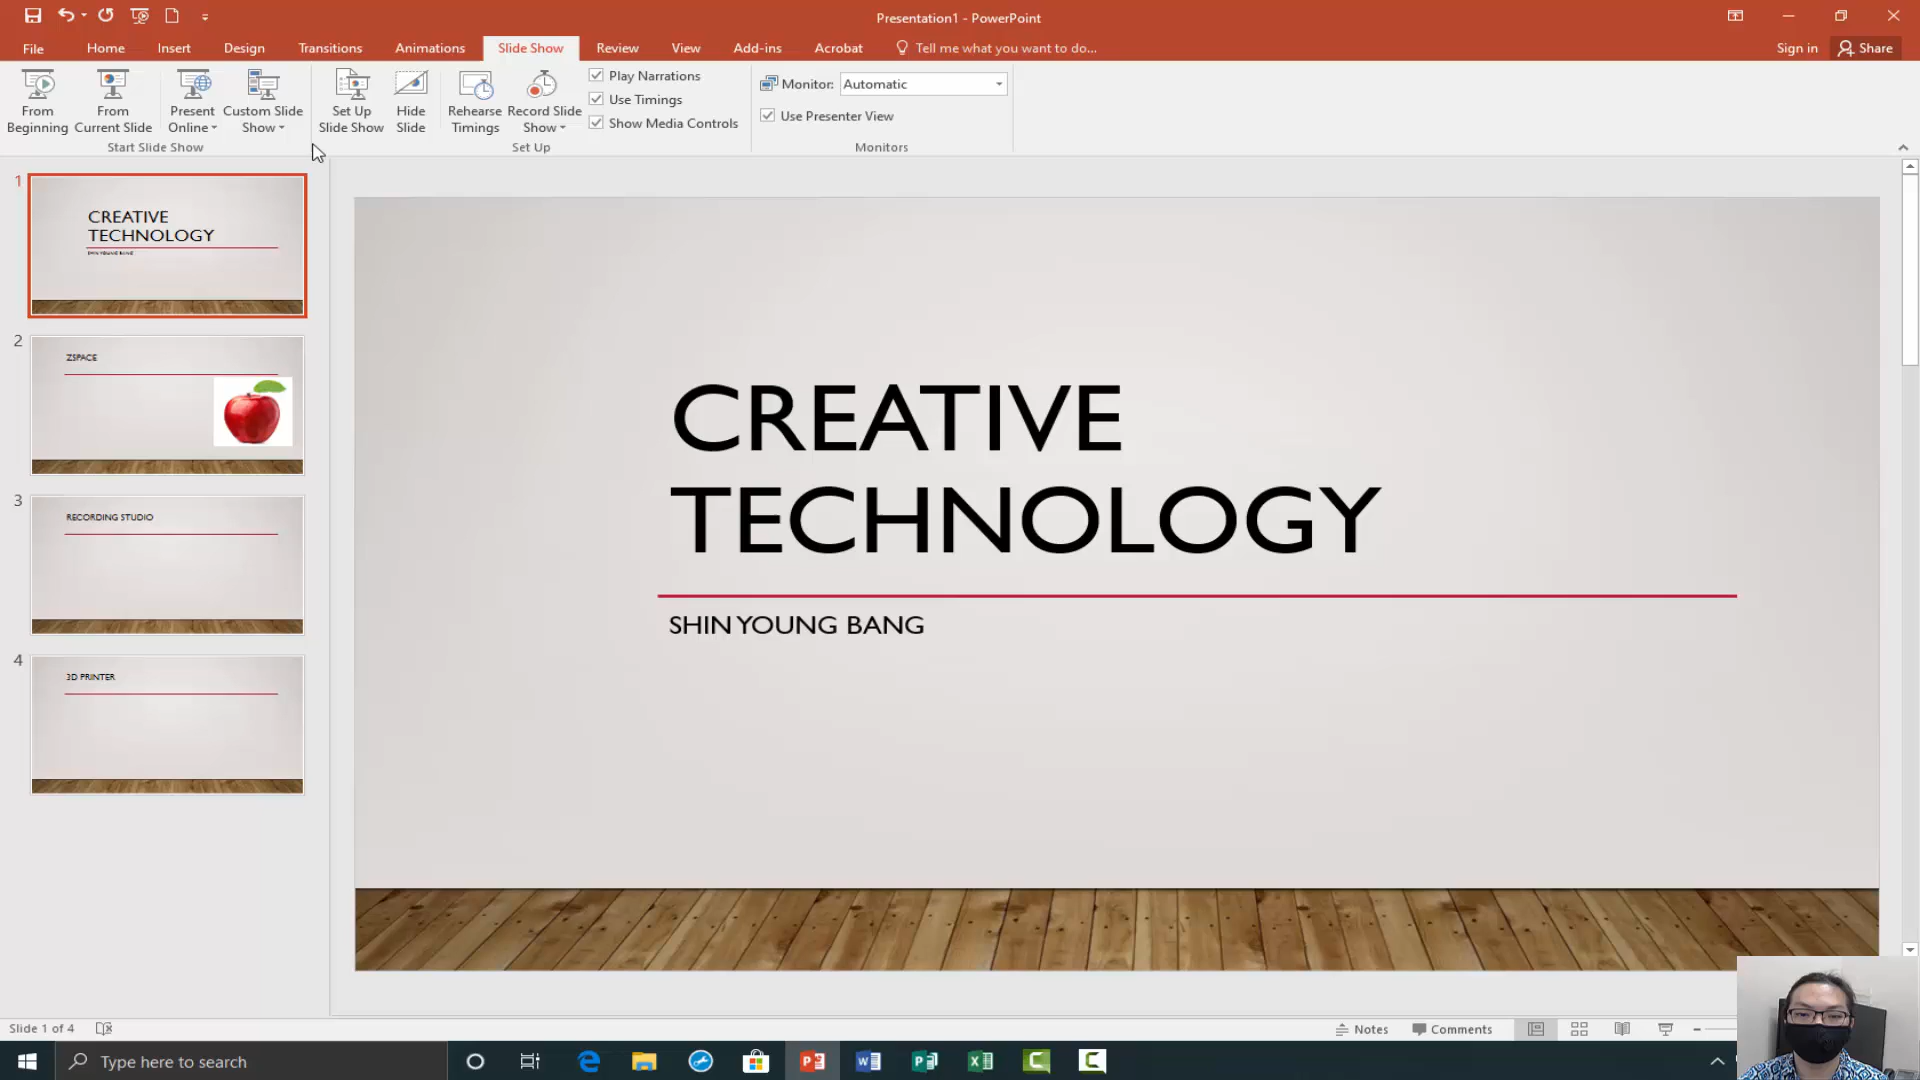 Presentation1 - PowerPoint
File Home Insert Design Transitions Animations Slide Show Review View Add-ins Acrobat Tell me what you want to do... Sign in Share
From Beginning
From Current Slide
Present Online
Custom Slide Show
Set Up Slide Show
Hide Slide
Rehearse Timings
Record Slide Show
Play Narrations
Use Timings
Show Media Controls
Monitor: Automatic
Use Presenter View
Start Slide Show
Set Up
Monitors
1
CREATIVE
TECHNOLOGY
SHIN YOUNG BANG
2
ZSPACE
3
RECORDING STUDIO
4
3D PRINTER
CREATIVE
TECHNOLOGY
SHIN YOUNG BANG
Slide 1 of 4
Notes
Comments
Type here to search